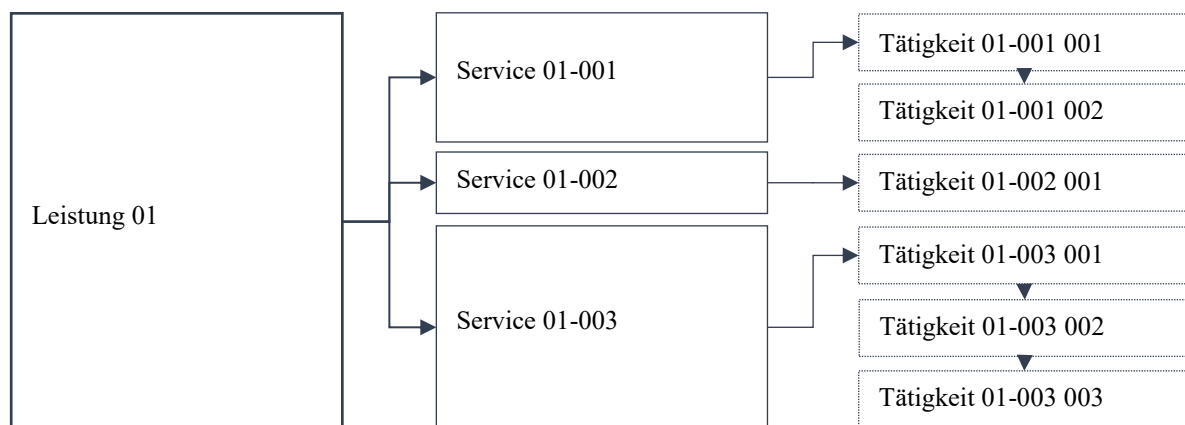 Leistung 01
Service 01-001
Tätigkeit 01-001 001
Tätigkeit 01-001 002
Service 01-002
Tätigkeit 01-002 001
Service 01-003
Tätigkeit 01-003 001
Tätigkeit 01-003 002
Tätigkeit 01-003 003